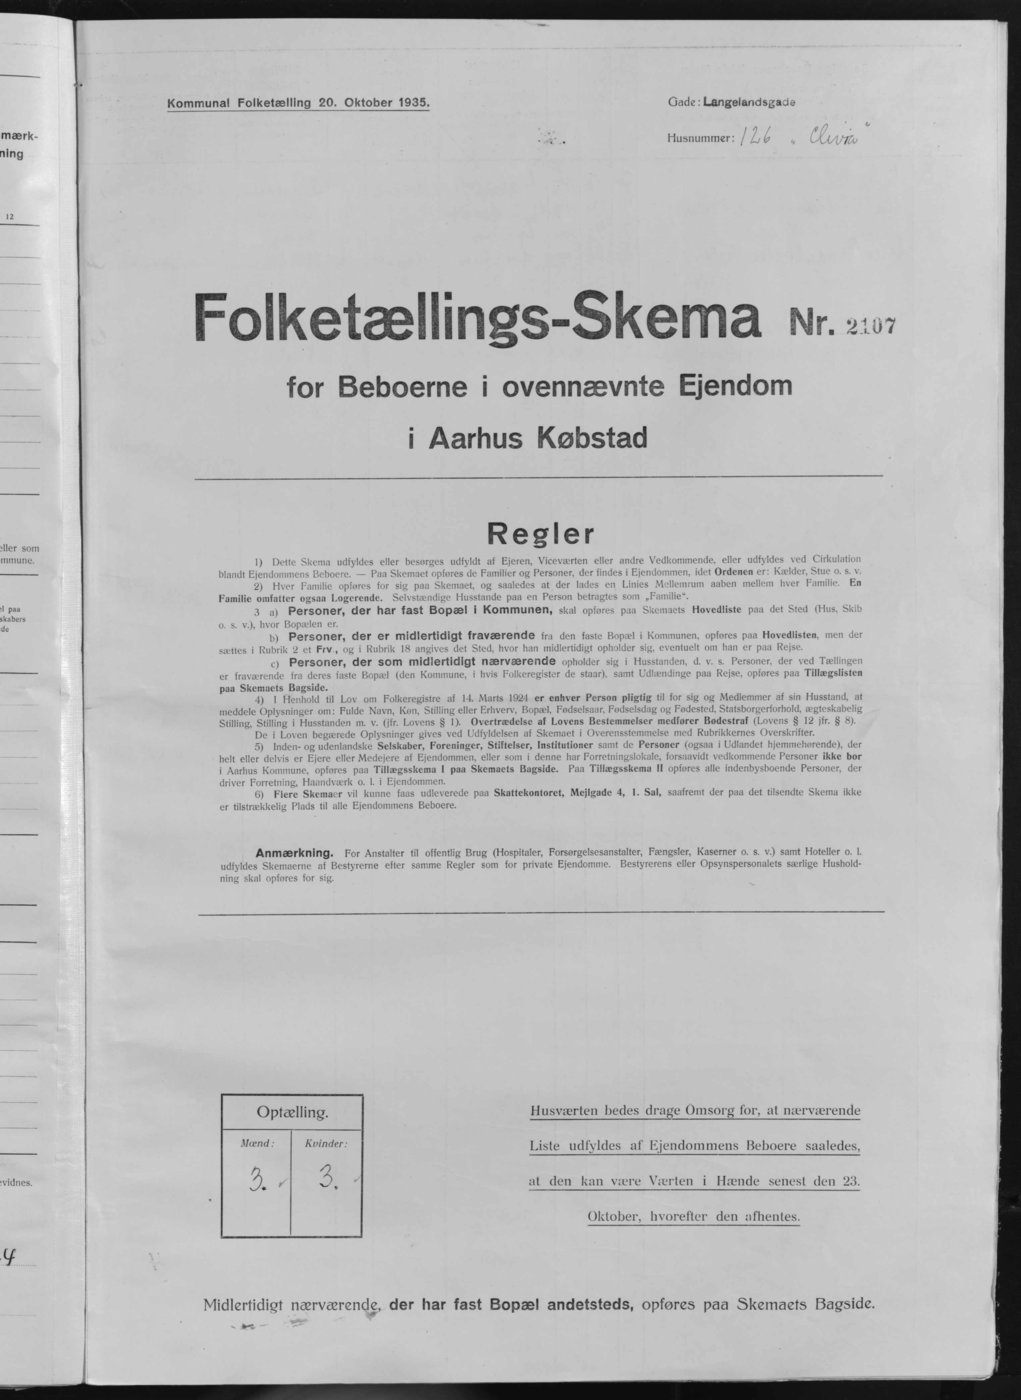 mærk-
ning
12
eller som
mmune.
el paa
skabers
de
evidnes.
4
Kommunal Folketælling 20. Oktober 1935.
Gade: Langelandsgade
Husnummer: 126 „ Clivia"
Folketællings-Skema Nr. 2107
for Beboerne i ovennævnte Ejendom
i Aarhus Købstad
Regler
1) Dette Skema udfyldes eller besørges udfyldt af Ejeren, Viceværten eller andre Vedkommende, eller udfyldes ved Cirkulation
blandt Ejendommens Beboere. — Paa Skemaet opføres de Familier og Personer, der findes i Ejendommen, idet Ordenen er: Kælder, Stue o. s. v.
2) Hver Familie opføres for sig paa Skemaet, og saaledes at der lades en Linies Mellemrum aaben mellem hver Familie. En
Familie omfatter ogsaa Logerende. Selvstændige Husstande paa en Person betragtes som „Familie".
3 a) Personer, der har fast Bopæl i Kommunen, skal opføres paa Skemaets Hovedliste paa det Sted (Hus, Skib
o. s. v.), hvor Bopælen er.
b) Personer, der er midlertidigt fraværende fra den faste Bopæl i Kommunen, opføres paa Hovedlisten, men der
sættes i Rubrik 2 et Frv., og i Rubrik 18 angives det Sted, hvor han midlertidigt opholder sig, eventuelt om han er paa Rejse.
c) Personer, der som midlertidigt nærværende opholder sig i Husstanden, d. v. s. Personer, der ved Tællingen
er fraværende fra deres faste Bopæl (den Kommune, i hvis Folkeregister de staar), samt Udlændinge paa Rejse, opføres paa Tillægslisten
paa Skemaets Bagside.
4) I Henhold til Lov om Folkeregistre af 14. Marts 1924 er enhver Person pligtig til for sig og Medlemmer af sin Husstand, at
meddele Oplysninger om: Fulde Navn, Køn, Stilling eller Erhverv, Bopæl, Fødselsaar, Fødselsdag og Fødested, Statsborgerforhold, ægteskabelig
Stilling, Stilling i Husstanden m. v. (jfr. Lovens § 1). Overtrædelse af Lovens Bestemmelser medfører Bødestraf (Lovens § 12 jfr. § 8).
De i Loven begærede Oplysninger gives ved Udfyldelsen af Skemaet i Overensstemmelse med Rubrikkernes Overskrifter.
5) Inden- og udenlandske Selskaber, Foreninger, Stiftelser, Institutioner samt de Personer (ogsaa i Udlandet hjemmehørende), der
helt eller delvis er Ejere eller Medejere af Ejendommen, eller som i denne har Forretningslokale, forsaavidt vedkommende Personer ikke bor
i Aarhus Kommune, opføres paa Tillægsskema I paa Skemaets Bagside. Paa Tillægsskema II opføres alle indenbysboende Personer, der
driver Forretning, Haandværk o. l. i Ejendommen.
6) Flere Skemaer vil kunne faas udleverede paa Skattekontoret, Mejlgade 4, 1. Sal, saafremt der paa det tilsendte Skema ikke
er tilstrækkelig Plads til alle Ejendommens Beboere.
Anmærkning. For Anstalter til offentlig Brug (Hospitaler, Forsørgelsesanstalter, Fængsler, Kaserner o. s. v.) samt Hoteller o. l.
udfyldes Skemaerne af Bestyrerne efter samme Regler som for private Ejendomme. Bestyrerens eller Opsynspersonalets særlige Hushold-
ning skal opføres for sig.
Optælling.
Mænd: Kvinder:
3. 3.
Husværten bedes drage Omsorg for, at nærværende
Liste udfyldes af Ejendommens Beboere saaledes,
at den kan være Værten i Hænde senest den 23.
Oktober, hvorefter den afhentes.
Midlertidigt nærværende, der har fast Bopæl andetsteds, opføres paa Skemaets Bagside.